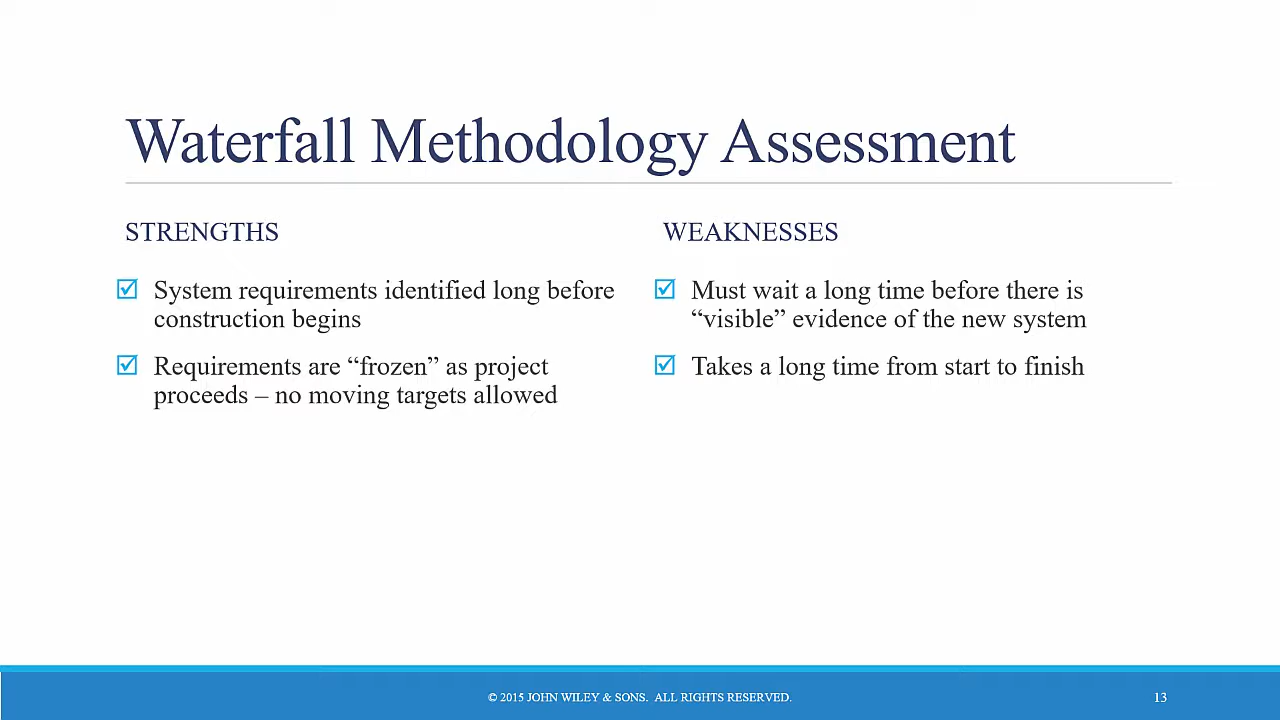 Waterfall Methodology Assessment
STRENGTHS
System requirements identified long before
construction begins
Requirements are “frozen” as project
proceeds – no moving targets allowed
WEAKNESSES
Must wait a long time before there is
“visible” evidence of the new system
Takes a long time from start to finish
© 2015 JOHN WILEY & SONS. ALL RIGHTS RESERVED.
13